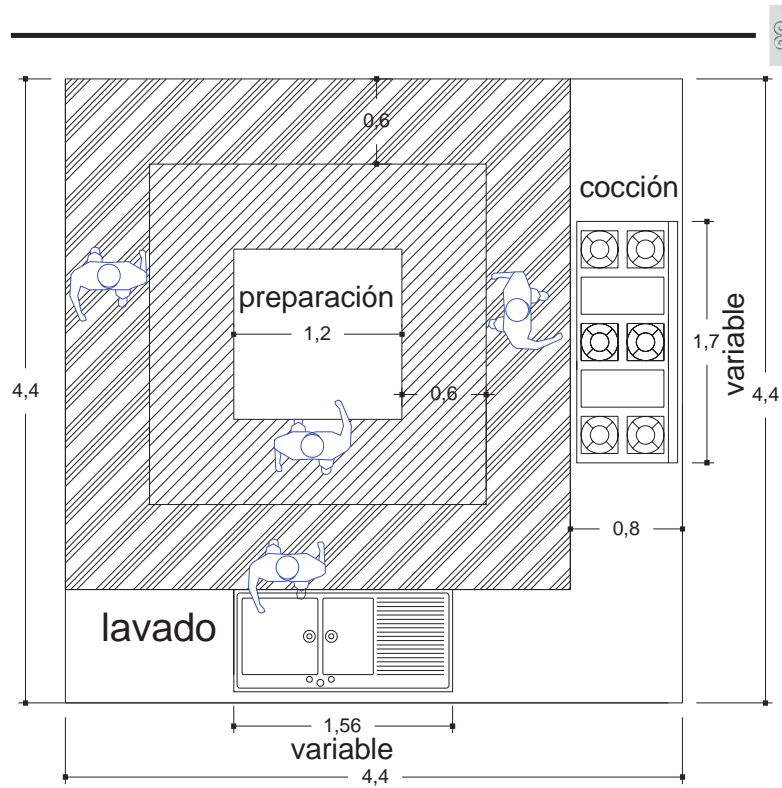 0,6
cocción
preparación
1,2
0,6
1,7
variable
4,4
4,4
0,8
lavado
1,56
variable
4,4